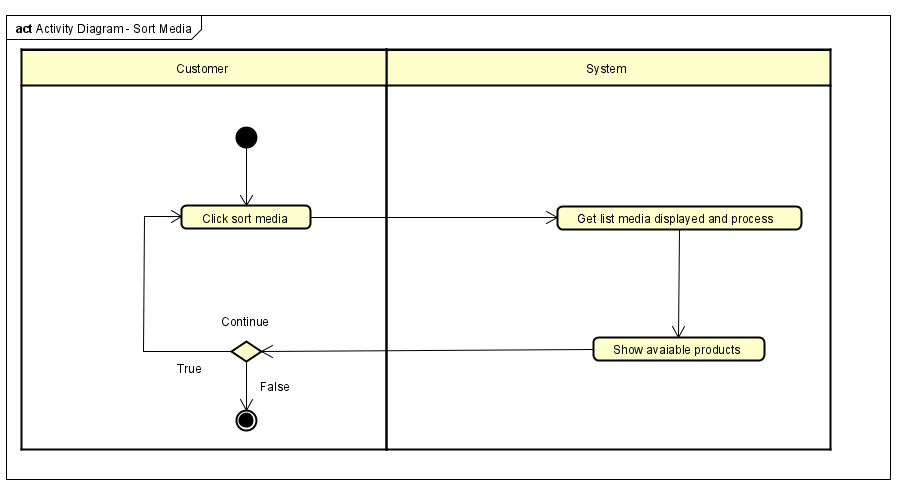 act Activity Diagram - Sort Media
Customer
System
Click sort media
Get list media displayed and process
Continue
Show avaiable products
True
False